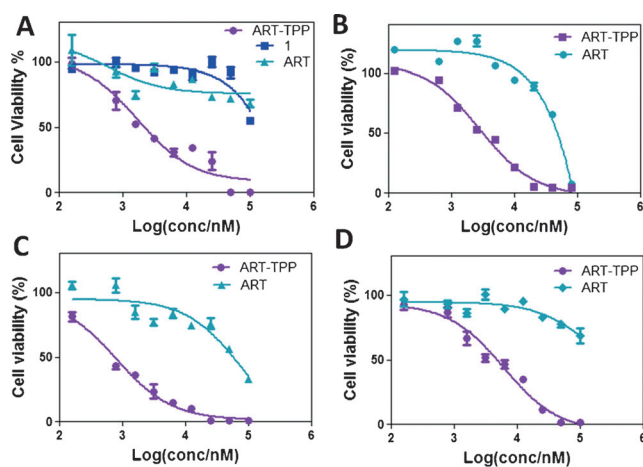 A
ART-TPP
1
ART
Cell Viability %
100
50
0
2 3 4 5 6
Log(conc/nM)
B
ART-TPP
ART
Cell viability (%)
100
50
0
2 3 4 5 6
Log(conc/nM)
C
ART-TPP
ART
Cell viability (%)
100
50
0
2 3 4 5 6
Log(conc/nM)
D
ART-TPP
ART
Cell viability (%)
100
50
0
2 3 4 5 6
Log(conc/nM)